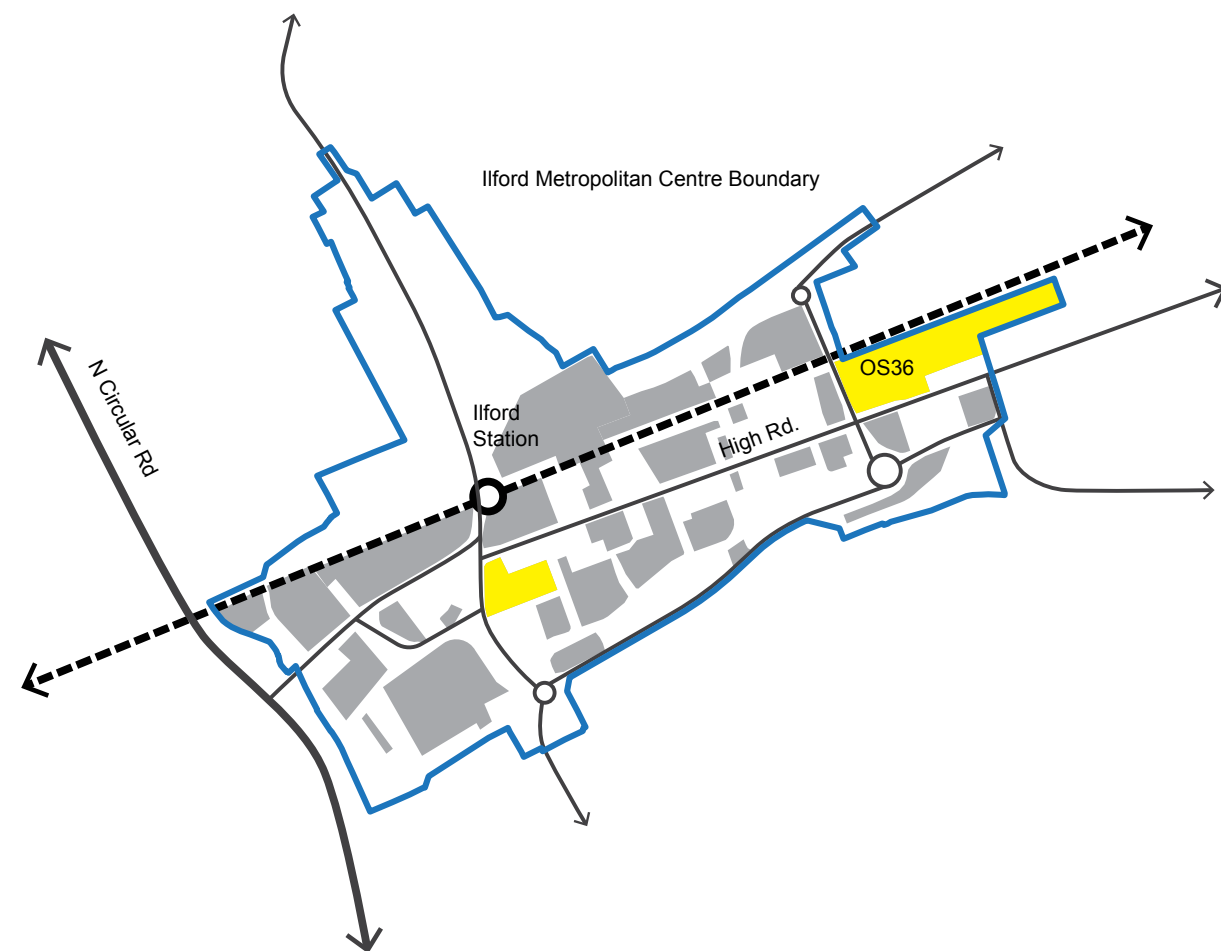 Ilford Metropolitan Centre Boundary
N Circular Rd
OS36
Ilford
Station
High Rd.